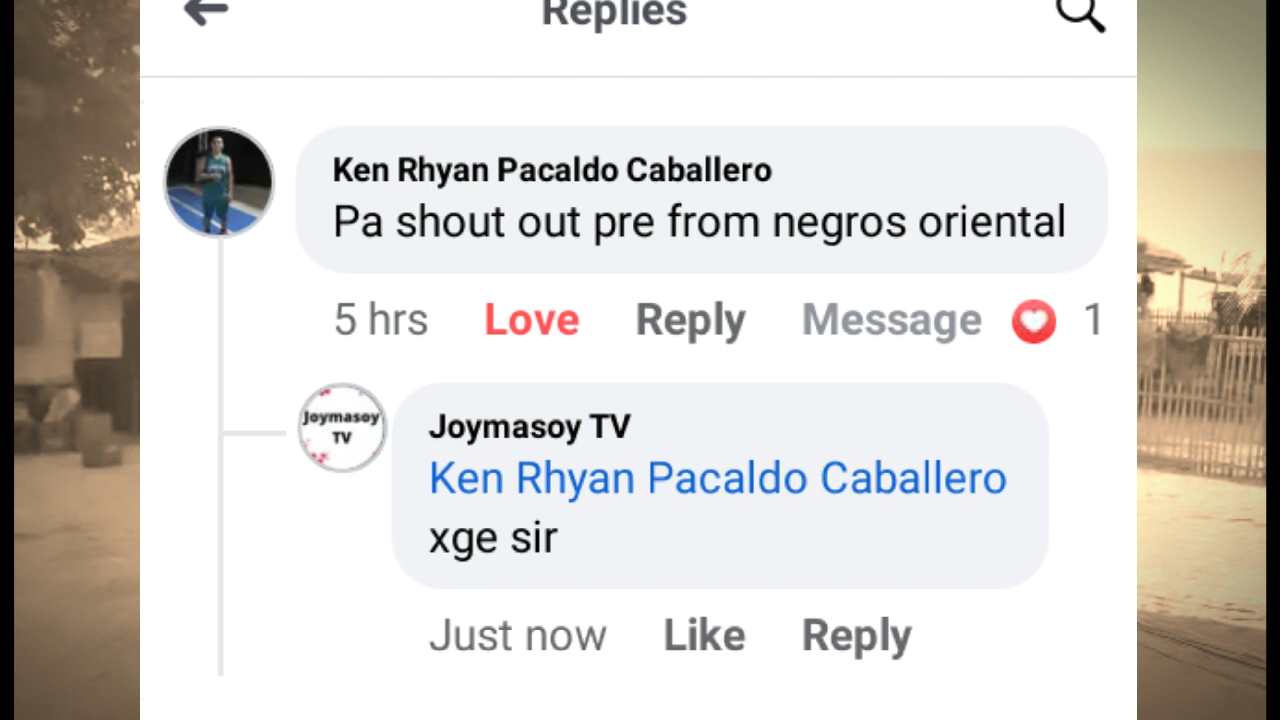 Replies
Ken Rhyan Pacaldo Caballero
Pa shout out pre from negros oriental
5 hrs Love Reply Message 1
Joymasoy
TV
Joymasoy TV
Ken Rhyan Pacaldo Caballero
xge sir
Just now Like Reply